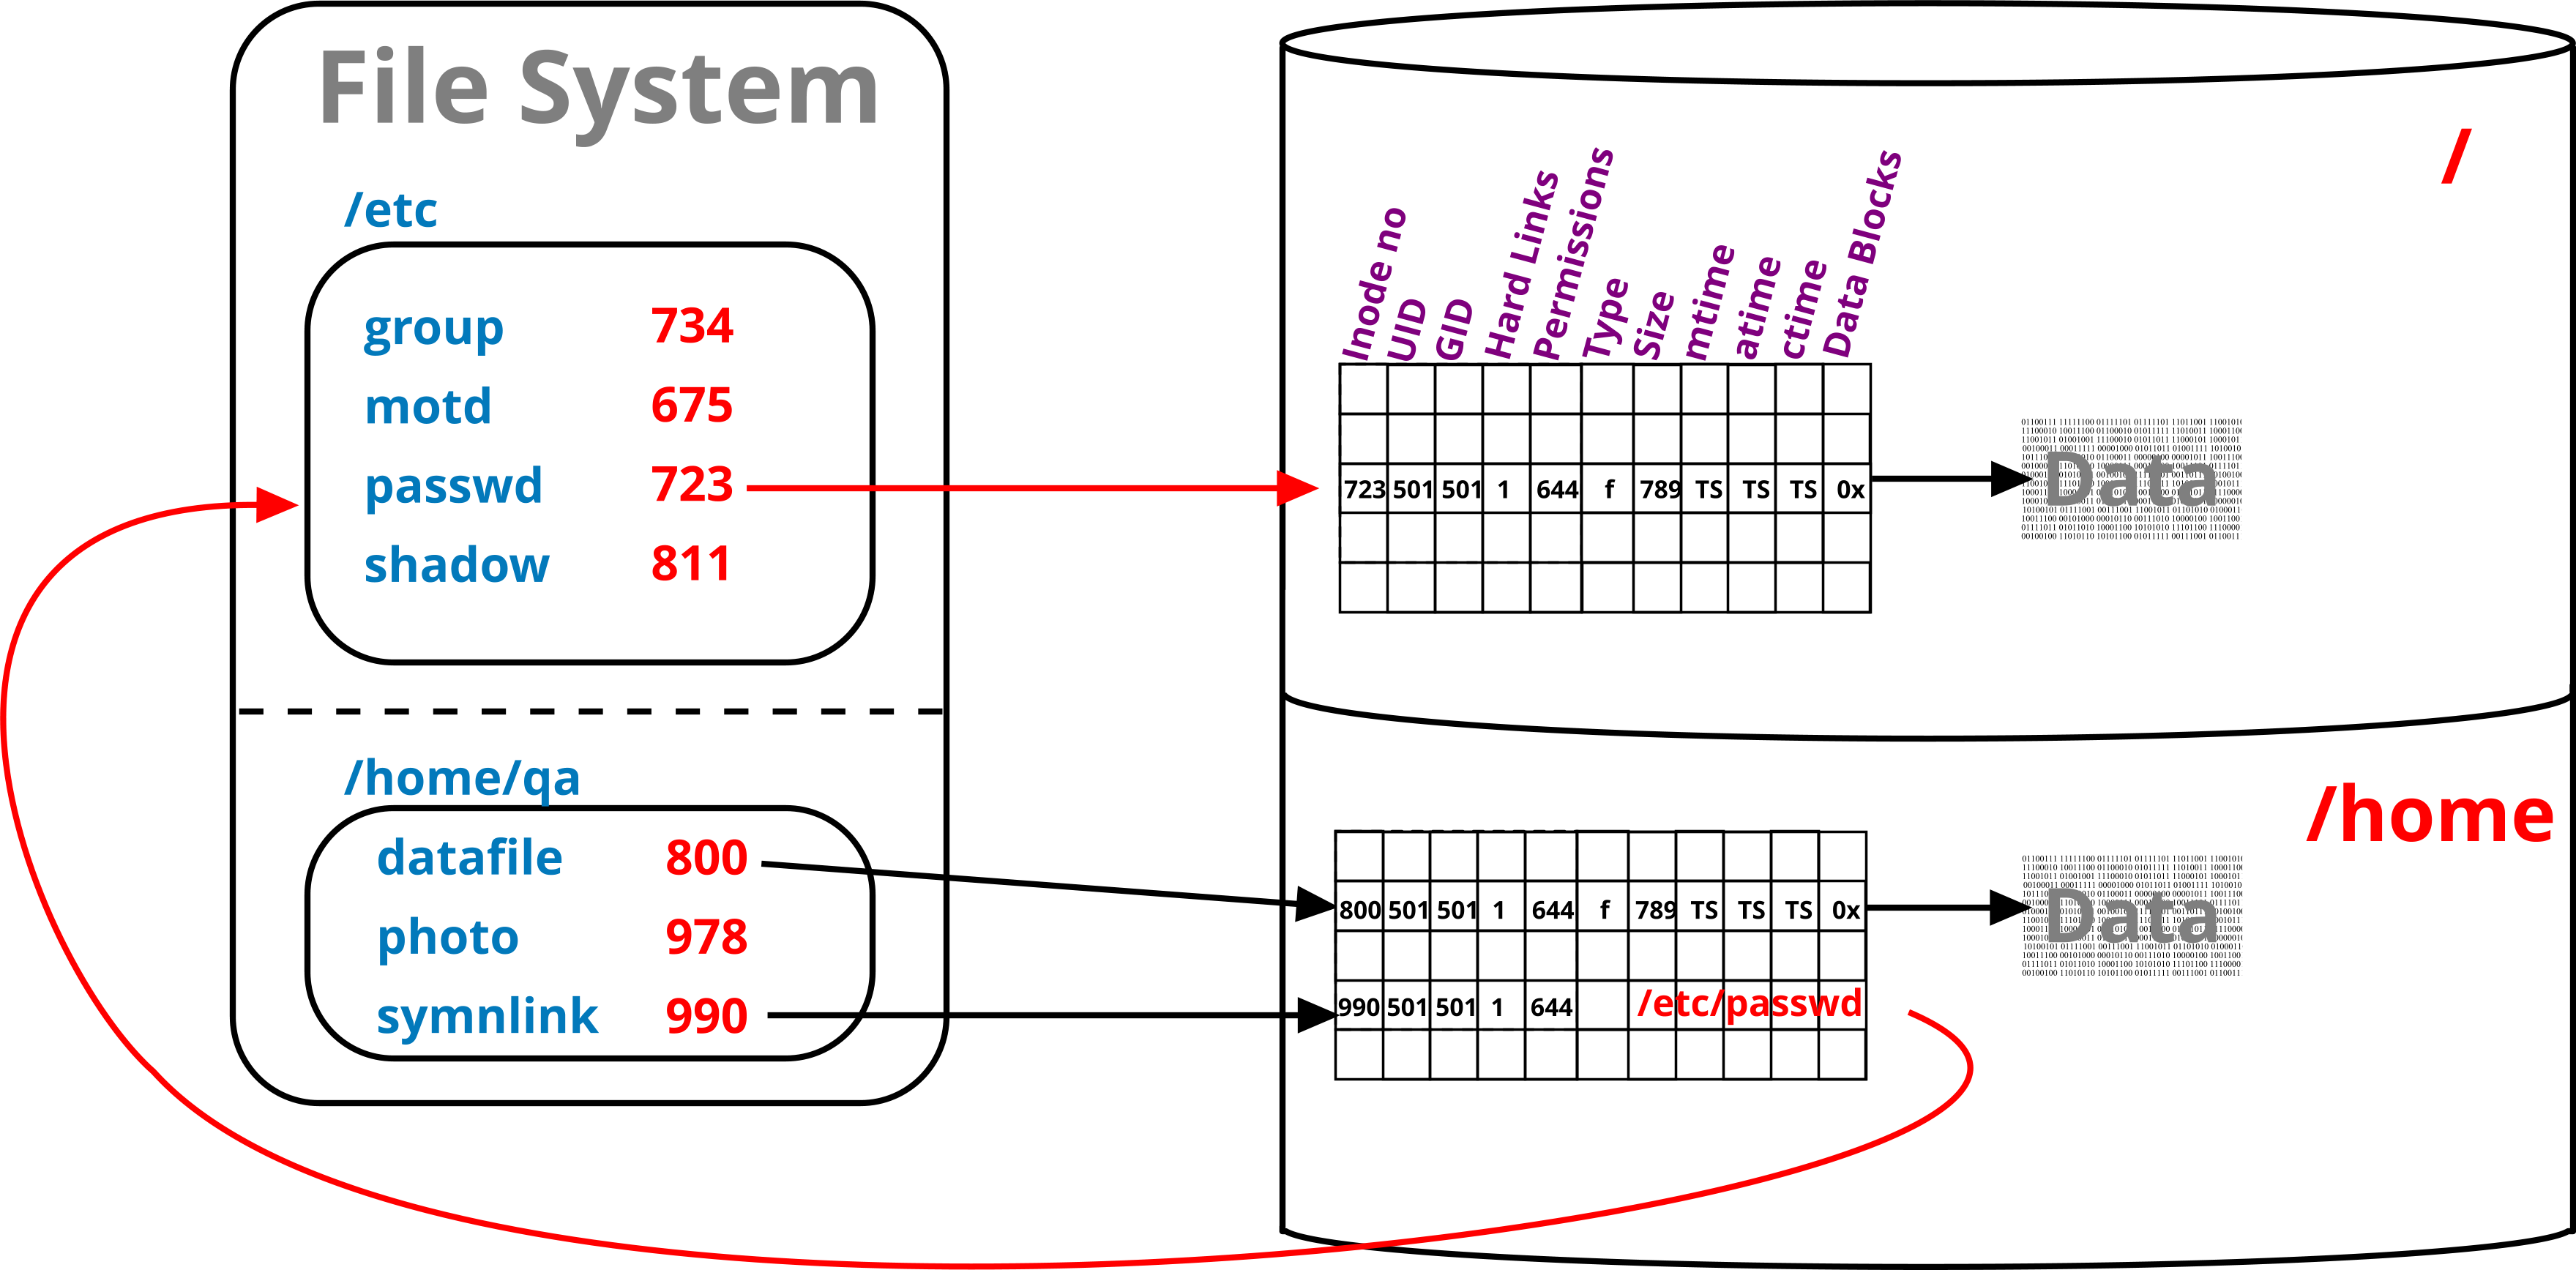 File System
/etc
group 734
motd 675
passwd 723
shadow 811
/home/qa
datafile 800
photo 978
symnlink 990
/
Inode no
UID
GID
Hard Links
Permissions
Type
Size
mtime
atime
ctime
Data Blocks
723 501 501 1 644 f 789 TS TS TS 0x
Data
/home
800 501 501 1 644 f 789 TS TS TS 0x
990 501 501 1 644 /etc/passwd
Data